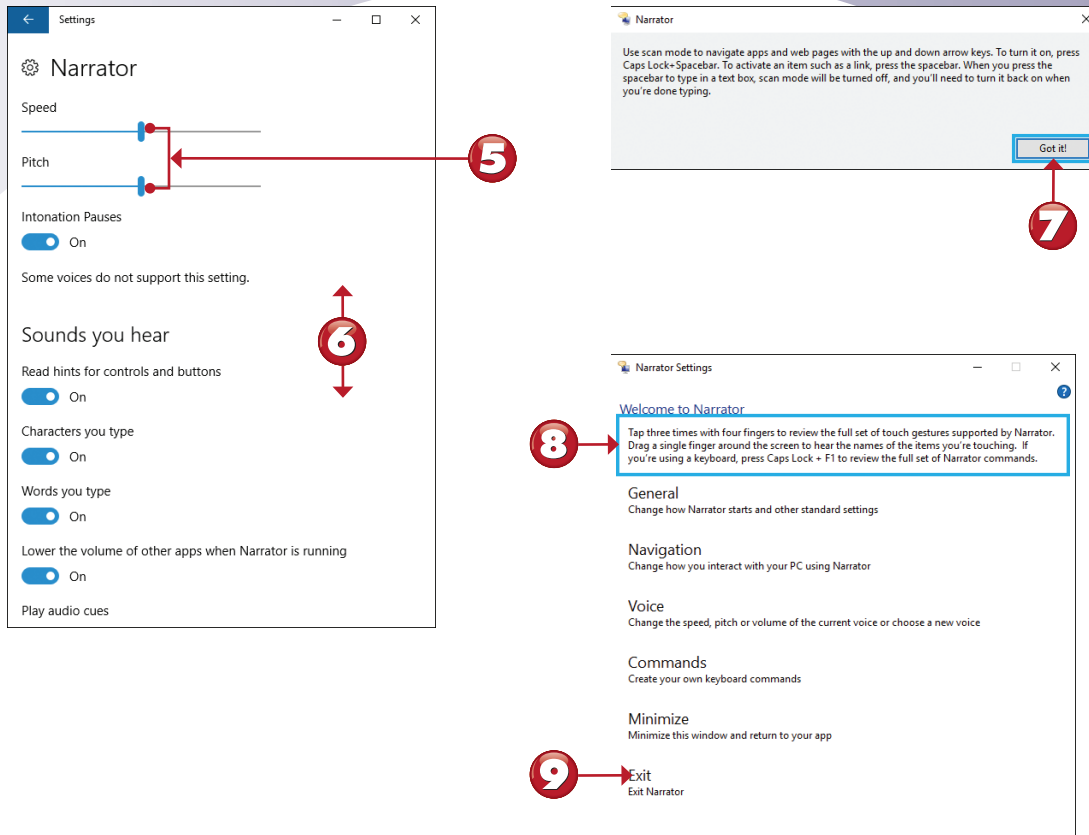 Settings
Narrator
Speed
Pitch
Intonation Pauses
On
Some voices do not support this setting.
Sounds you hear
Read hints for controls and buttons
On
Characters you type
On
Words you type
On
Lower the volume of other apps when Narrator is running
On
Play audio cues
5
6
Narrator
Use scan mode to navigate apps and web pages with the up and down arrow keys. To turn it on, press
Caps Lock+Spacebar. To activate an item such as a link, press the spacebar. When you press the
spacebar to type in a text box, scan mode will be turned off, and you'll need to turn it back on when
you're done typing.
Got it!
7
Narrator Settings
?
Welcome to Narrator
8
Tap three times with four fingers to review the full set of touch gestures supported by Narrator.
Drag a single finger around the screen to hear the names of the items you're touching. If
you're using a keyboard, press Caps Lock + F1 to review the full set of Narrator commands.
General
Change how Narrator starts and other standard settings
Navigation
Change how you interact with your PC using Narrator
Voice
Change the speed, pitch or volume of the current voice or choose a new voice
Commands
Create your own keyboard commands
Minimize
Minimize this window and return to your app
9
Exit
Exit Narrator